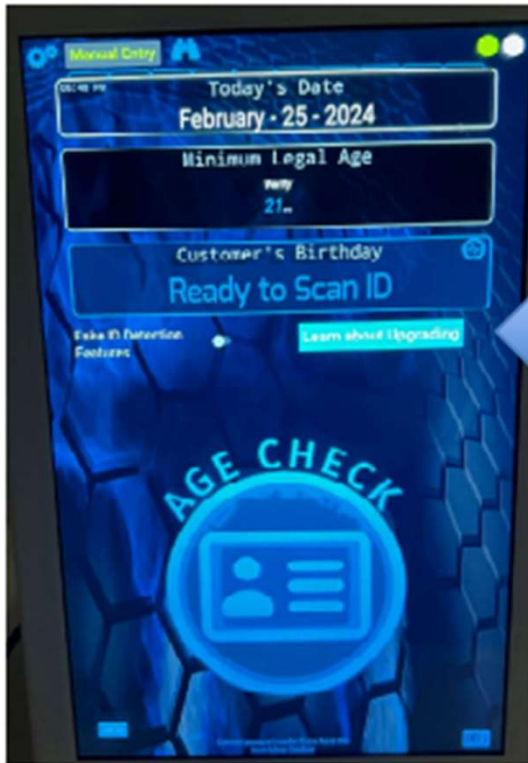 Manual Entry
Today's Date
February - 25 - 2024
Minimum Legal Age
Verify
21
Customer's Birthday
Ready to Scan ID
Fake ID Detection
Features
Learn about Upgrading
AGE CHECK